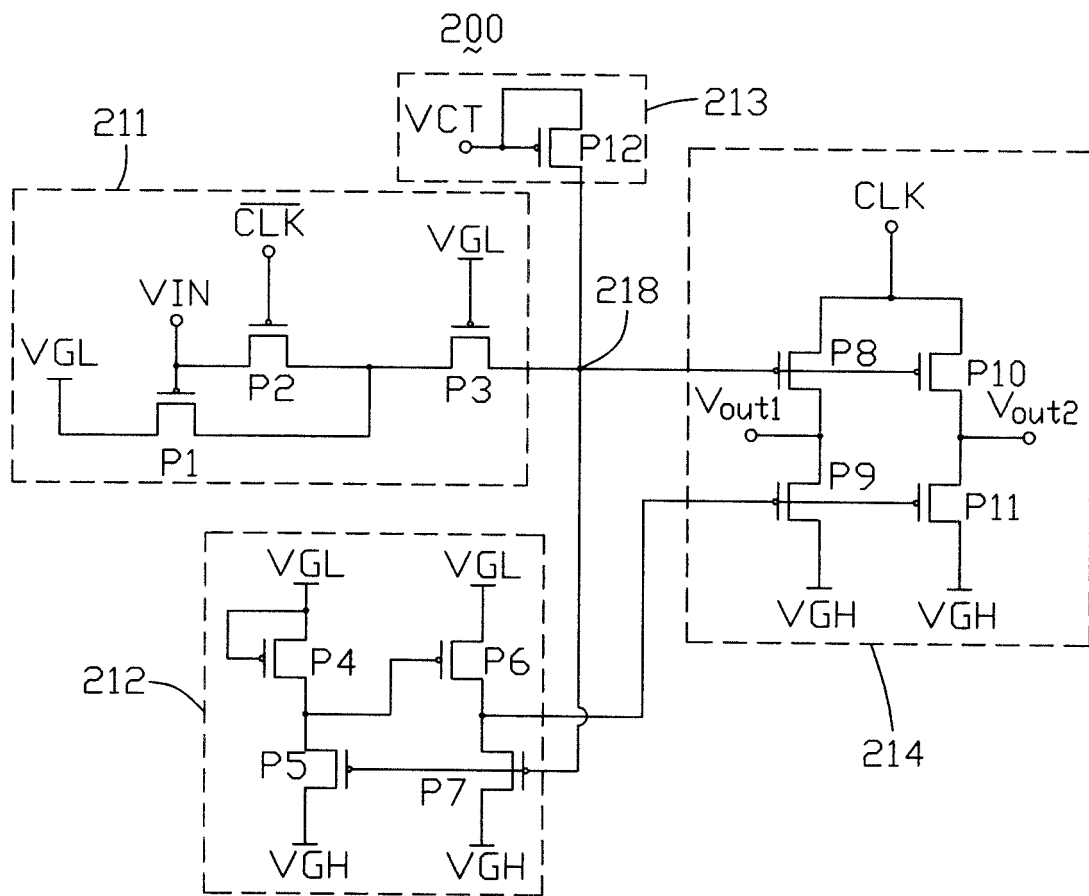 200
213
VCT
P12
211
CLK
VGL
CLK
VIN
218
VGL
P2
P3
P8
P10
Vout1
Vout2
P1
P9
P11
VGL
VGL
VGH
VGH
P4
P6
212
P5
P7
214
VGH
VGH